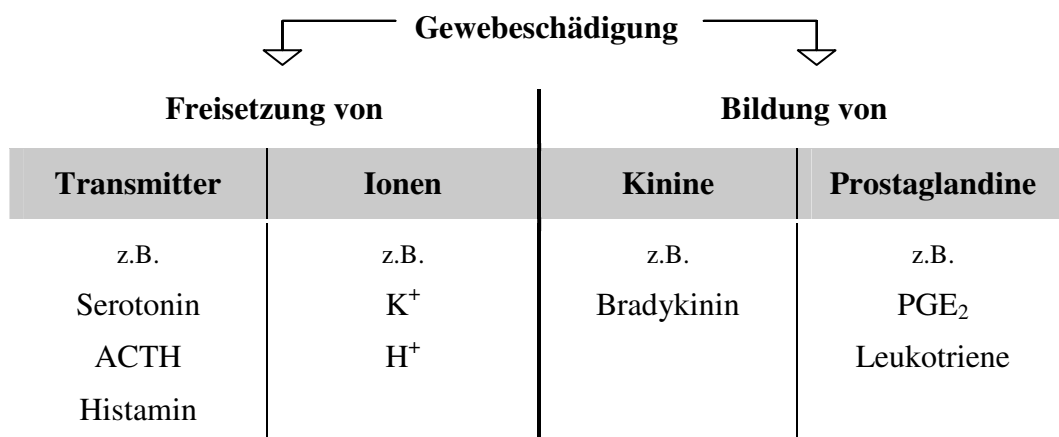 Gewebeschädigung
Freisetzung von Bildung von
Transmitter Ionen Kinine Prostaglandine
z.B. z.B. z.B. z.B.
Serotonin K⁺ Bradykinin PGE₂
ACTH H⁺ Leukotriene
Histamin